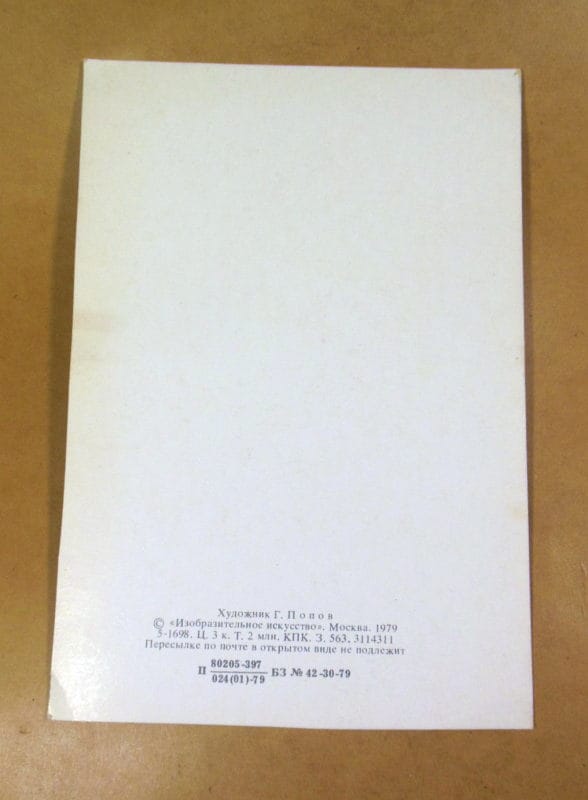 Художник Г. Попов
© «Изобразительное искусство». Москва. 1979
5-1698. Ц. 3 к. Т. 2 млн. КПК. З. 563. 3114311
Пересылке по почте в открытом виде не подлежит
П 80205-397 БЗ № 42-30-79
024(01)-79